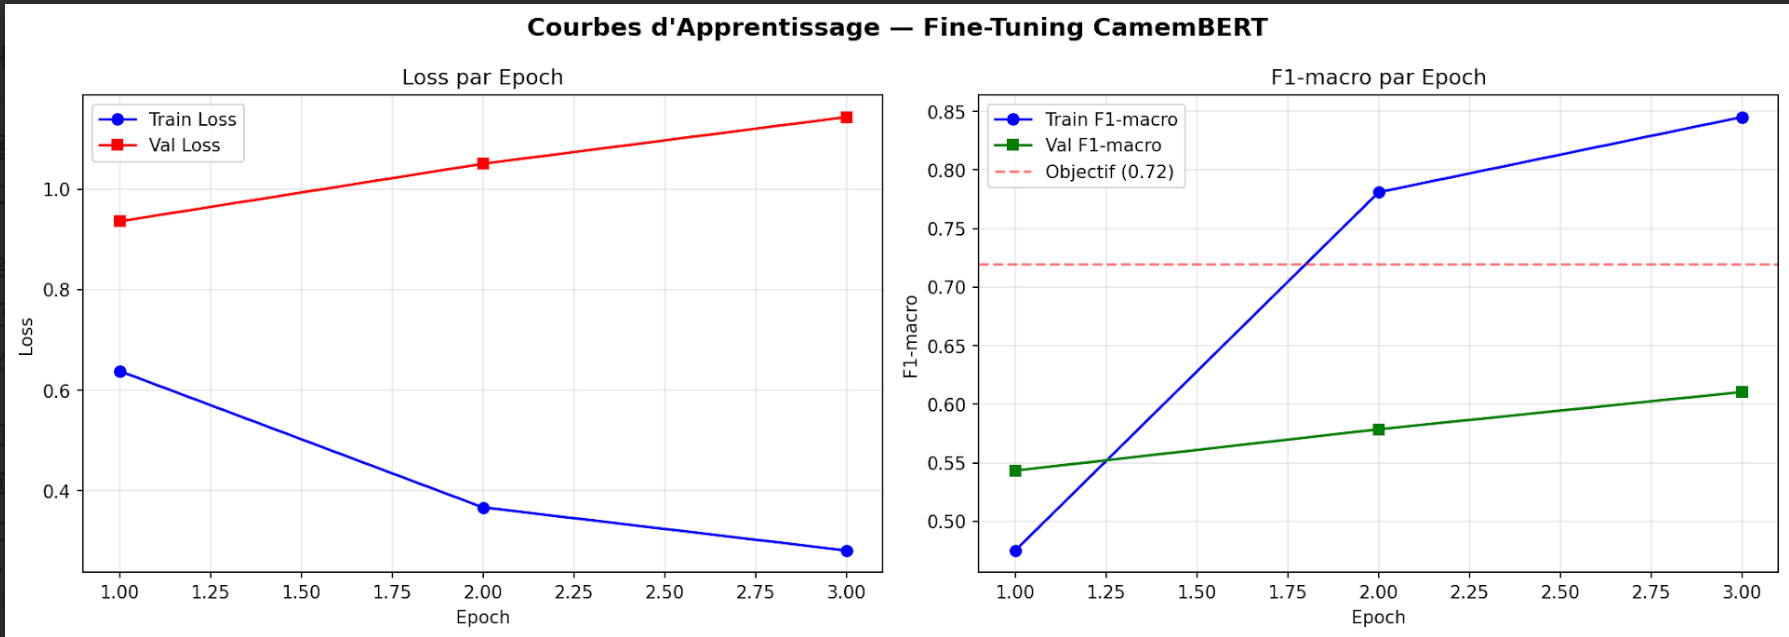 Courbes d'Apprentissage — Fine-Tuning CamemBERT
Loss par Epoch
Train Loss
Val Loss
1.0
0.8
0.6
0.4
Loss
1.00 1.25 1.50 1.75 2.00 2.25 2.50 2.75 3.00
Epoch
F1-macro par Epoch
Train F1-macro
Val F1-macro
Objectif (0.72)
0.85
0.80
0.75
0.70
0.65
0.60
0.55
0.50
F1-macro
1.00 1.25 1.50 1.75 2.00 2.25 2.50 2.75 3.00
Epoch